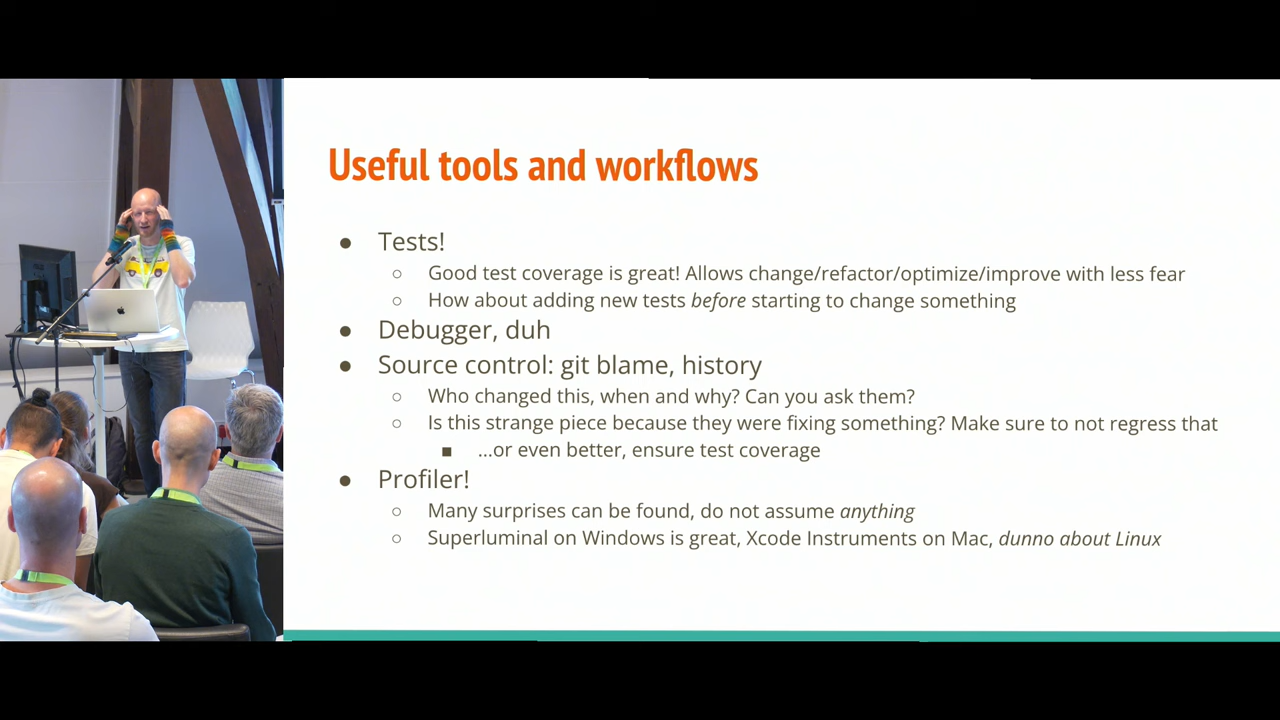 Useful tools and workflows
● Tests!
○ Good test coverage is great! Allows change/refactor/optimize/improve with less fear
○ How about adding new tests before starting to change something
● Debugger, duh
● Source control: git blame, history
○ Who changed this, when and why? Can you ask them?
○ Is this strange piece because they were fixing something? Make sure to not regress that
■ …or even better, ensure test coverage
● Profiler!
○ Many surprises can be found, do not assume anything
○ Superluminal on Windows is great, Xcode Instruments on Mac, dunno about Linux